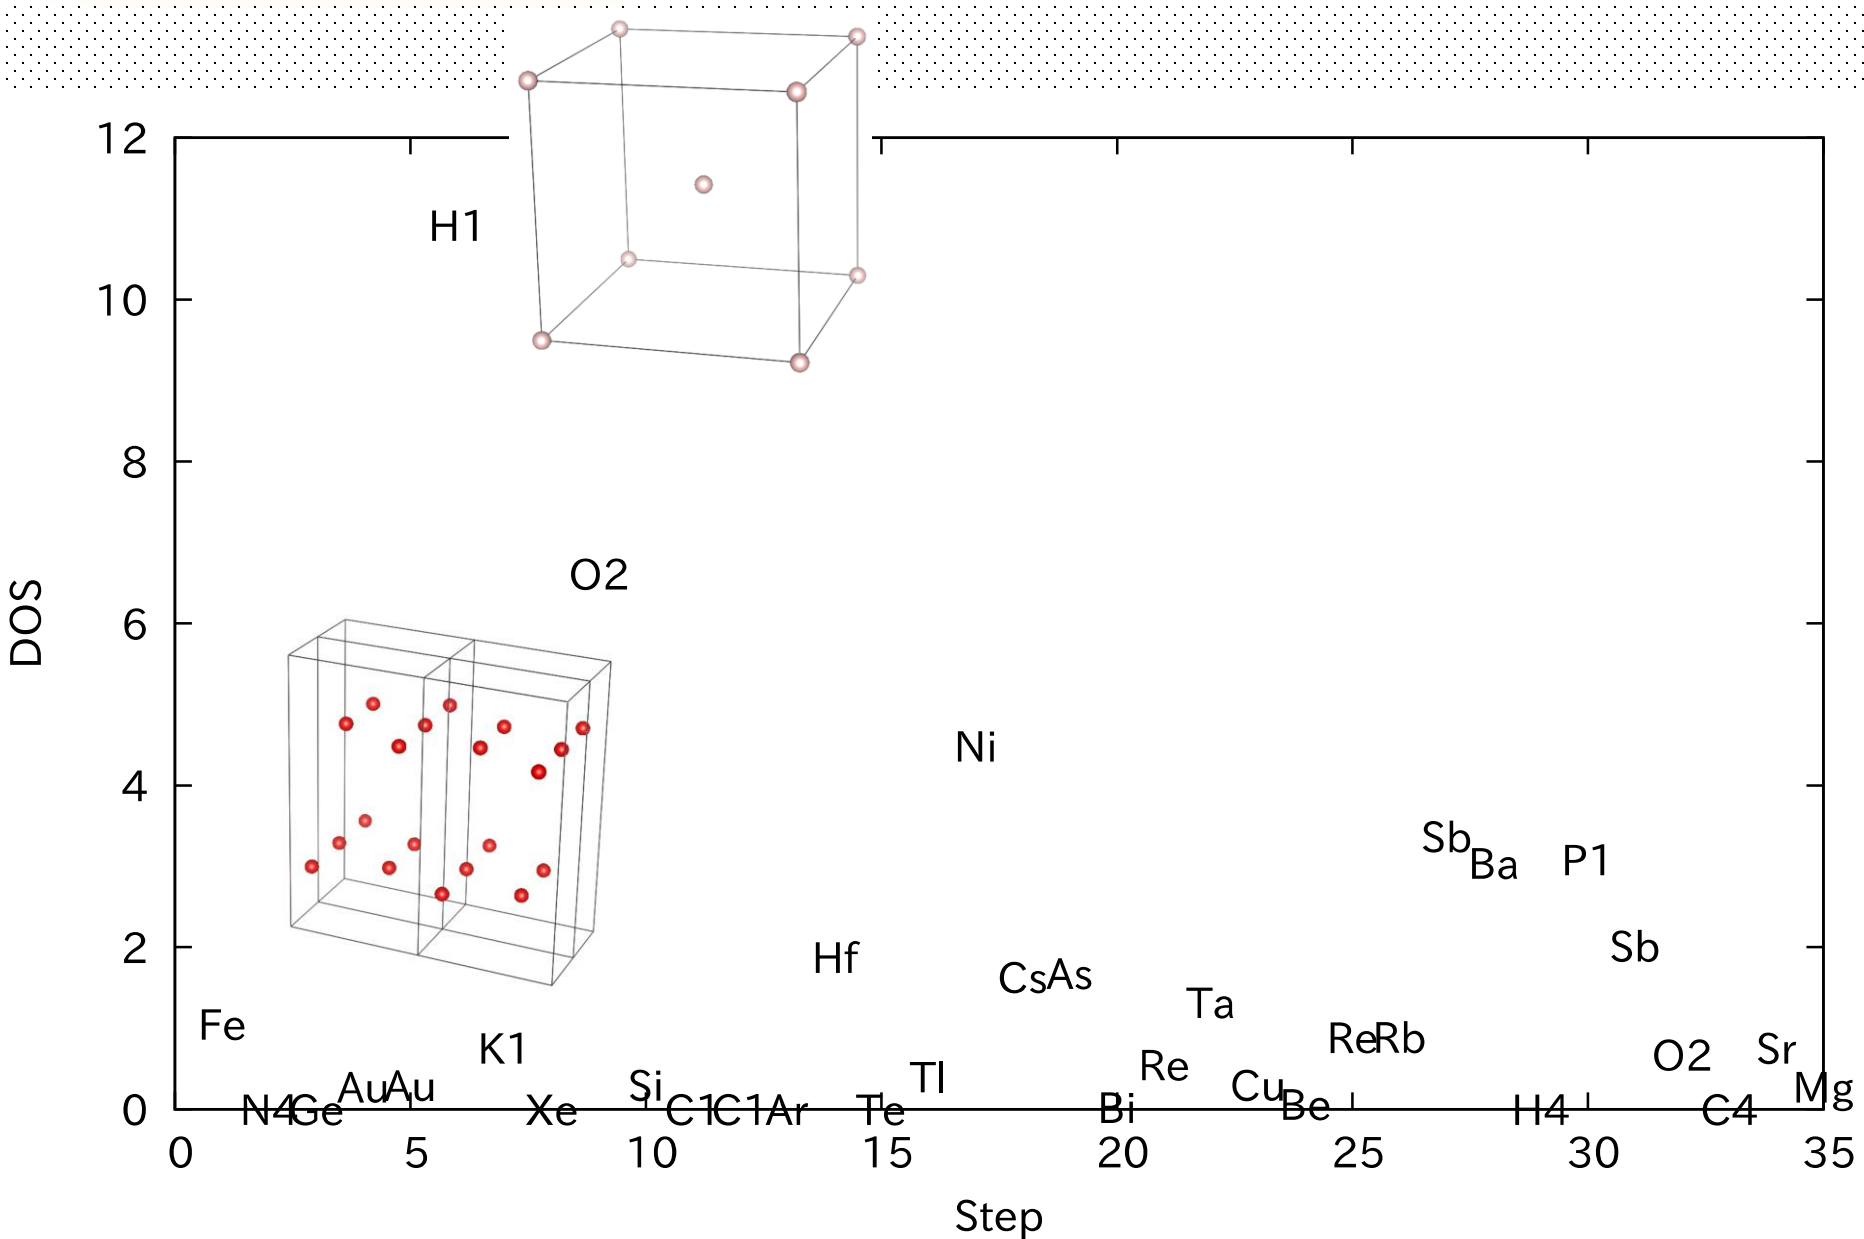 12
H1
10
8
O2
DOS
6
Ni
4
Sb
Ba
P1
2
Hf
Cs
As
Sb
Ta
Fe
K1
Re
Rb
O2
Sr
Re
Tl
Au
Au
Si
Cu
Mg
0
N4
Ge
Xe
C1
C1
Ar
Te
Bi
Be
H4
C4
0 5 10 15 20 25 30 35
Step